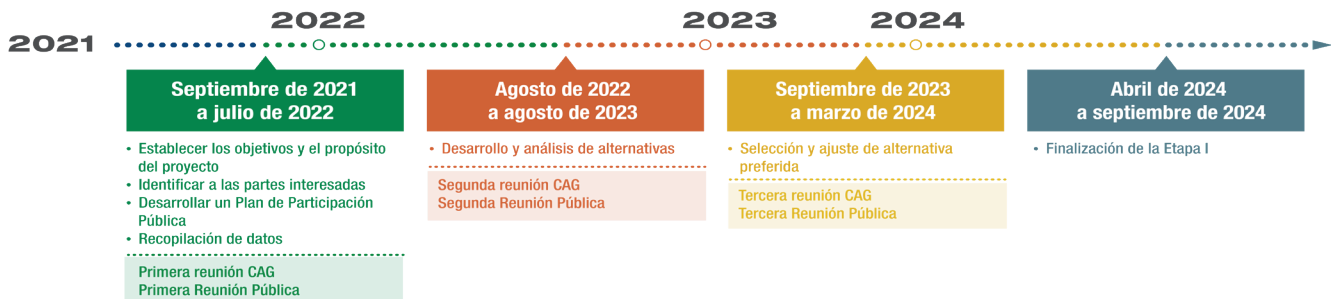 2021
2022
2023
2024
Septiembre de 2021
a julio de 2022
• Establecer los objetivos y el propósito
del proyecto
• Identificar a las partes interesadas
• Desarrollar un Plan de Participación
Pública
• Recopilación de datos
Primera reunión CAG
Primera Reunión Pública
Agosto de 2022
a agosto de 2023
• Desarrollo y análisis de alternativas
Segunda reunión CAG
Segunda Reunión Pública
Septiembre de 2023
a marzo de 2024
• Selección y ajuste de alternativa
preferida
Tercera reunión CAG
Tercera Reunión Pública
Abril de 2024
a septiembre de 2024
• Finalización de la Etapa I